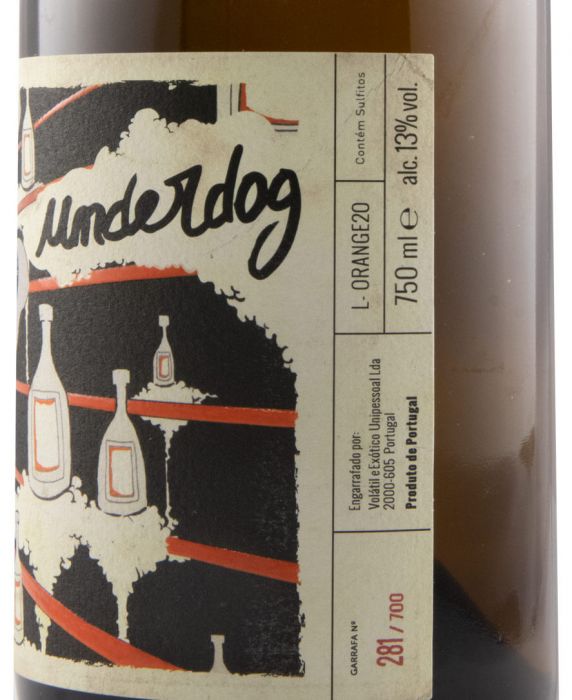 underdog
Contém Sulfitos
L- ORANGE20
750 ml ℮ alc. 13% vol.
Engarrafado por:
Volátil e Exótico Unipessoal Lda
2000-605 Portugal
Produto de Portugal
GARRAFA Nº
281 / 700